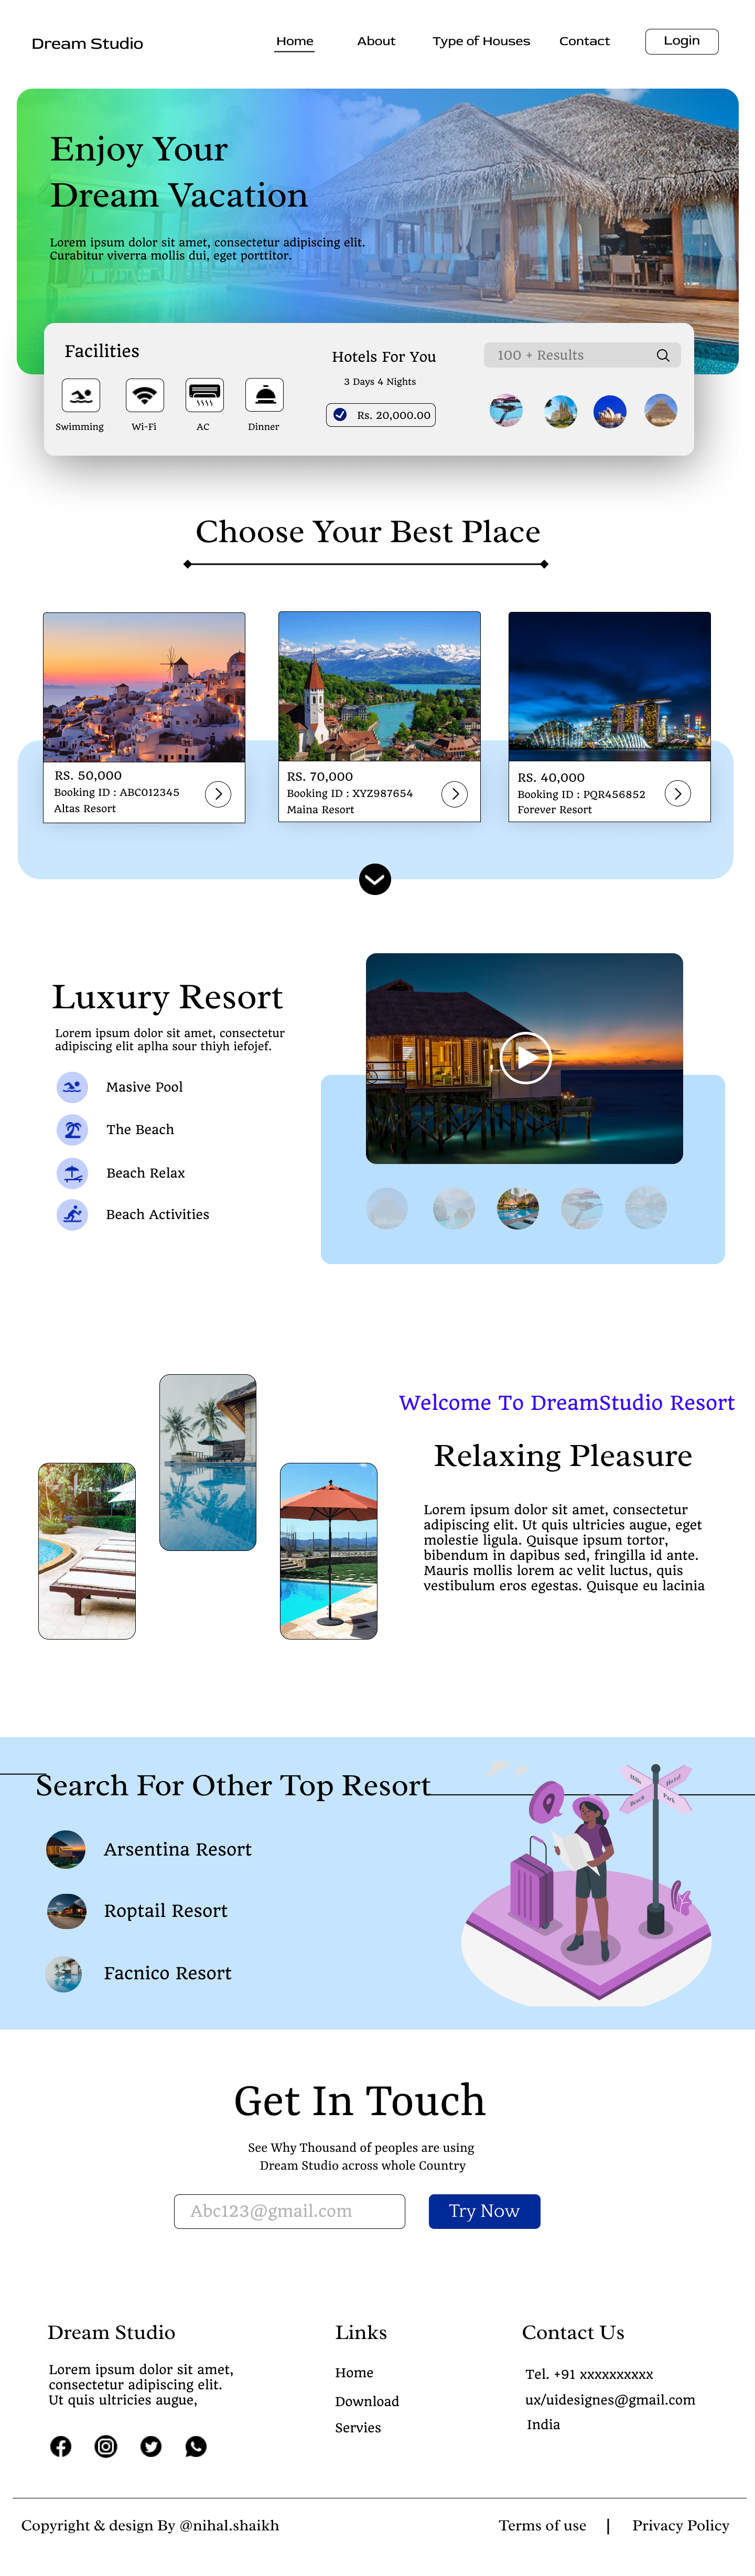 Dream Studio
Home
About
Type of Houses
Contact
Login
Enjoy Your
Dream Vacation
Lorem ipsum dolor sit amet, consectetur adipiscing elit.
Curabitur viverra mollis dui, eget porttitor.
Facilities
Swimming
Wi-Fi
AC
Dinner
Hotels For You
3 Days 4 Nights
Rs. 20,000.00
100 + Results
Choose Your Best Place
RS. 50,000
Booking ID : ABC012345
Altas Resort
RS. 70,000
Booking ID : XYZ987654
Maina Resort
RS. 40,000
Booking ID : PQR456852
Forever Resort
Luxury Resort
Lorem ipsum dolor sit amet, consectetur
adipiscing elit aplha sour thiyh iefojef.
Masive Pool
The Beach
Beach Relax
Beach Activities
Welcome To DreamStudio Resort
Relaxing Pleasure
Lorem ipsum dolor sit amet, consectetur
adipiscing elit. Ut quis ultricies augue, eget
molestie ligula. Quisque ipsum tortor,
bibendum in dapibus sed, fringilla id ante.
Mauris mollis lorem ac velit luctus, quis
vestibulum eros egestas. Quisque eu lacinia
Search For Other Top Resort
Arsentina Resort
Roptail Resort
Facnico Resort
Hills
Hotel
Beach
Park
Get In Touch
See Why Thousand of peoples are using
Dream Studio across whole Country
Abc123@gmail.com
Try Now
Dream Studio
Lorem ipsum dolor sit amet,
consectetur adipiscing elit.
Ut quis ultricies augue,
Links
Home
Download
Servies
Contact Us
Tel. +91 xxxxxxxxxx
ux/uidesignes@gmail.com
India
Copyright & design By @nihal.shaikh
Terms of use | Privacy Policy